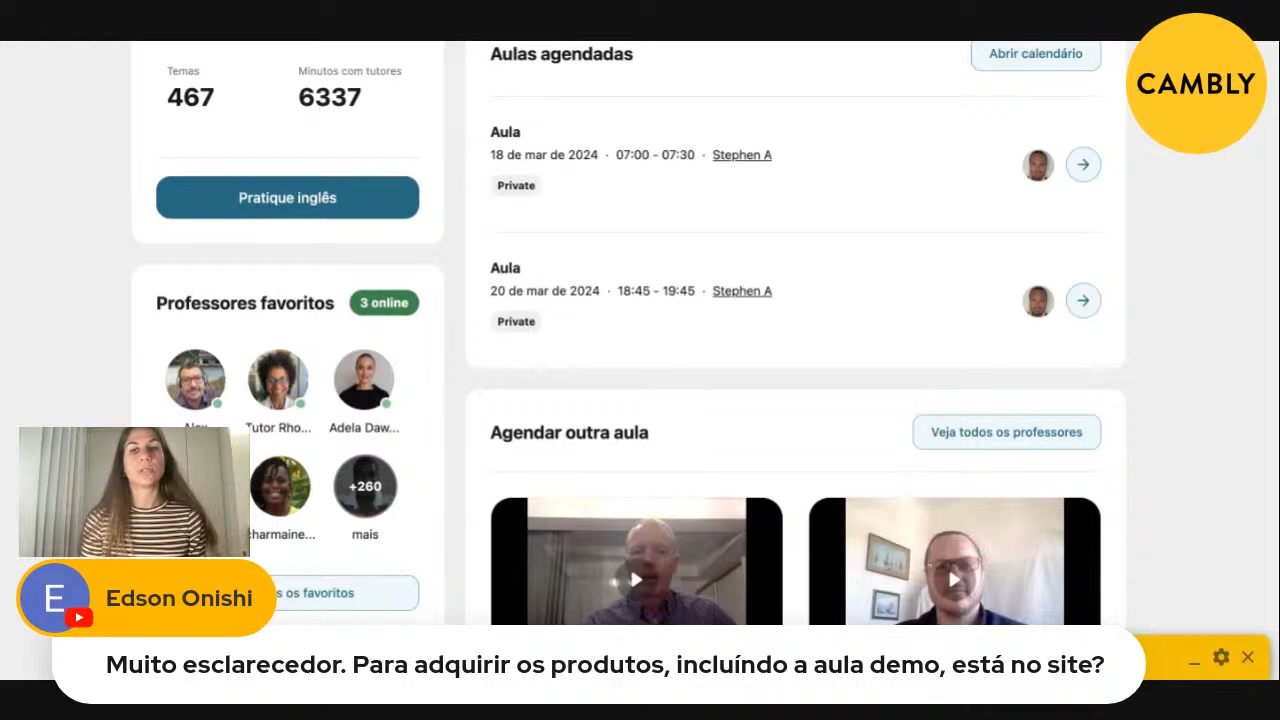 CAMBLY
Temas
467
Minutos com tutores
6337
Pratique inglês
Aulas agendadas
Abrir calendário
Aula
18 de mar de 2024 · 07:00 - 07:30 · Stephen A
Private
Aula
20 de mar de 2024 · 18:45 - 19:45 · Stephen A
Private
Professores favoritos
3 online
Tutor Rho...
Adela Daw...
+260
charmaine...
mais
s os favoritos
Agendar outra aula
Veja todos os professores
E
Edson Onishi
Muito esclarecedor. Para adquirir os produtos, incluíndo a aula demo, está no site?